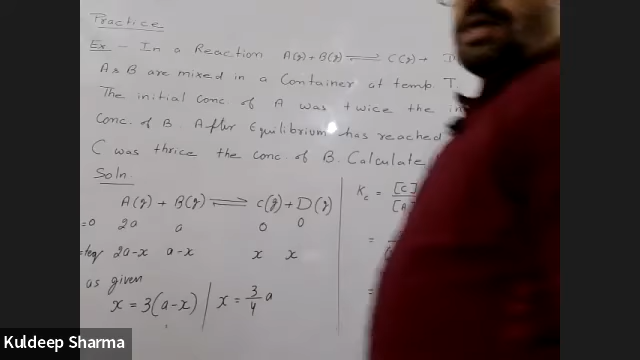 Practice
Ex - In a Reaction A(g) + B(g) ⇌ C(g) +
A & B are mixed in a Container at temp. T.
The initial conc. of A was twice the in
conc. of B. After Equilibrium has reached
C was thrice the conc. of B. Calculate
Soln
A(g) + B(g) ⇌ C(g) + D(g)
=0 2a a 0 0
=teq 2a-x a-x x x
as given
x = 3(a-x) | x = 3/4 a
Kc = [C] / [A]
=
=
Kuldeep Sharma